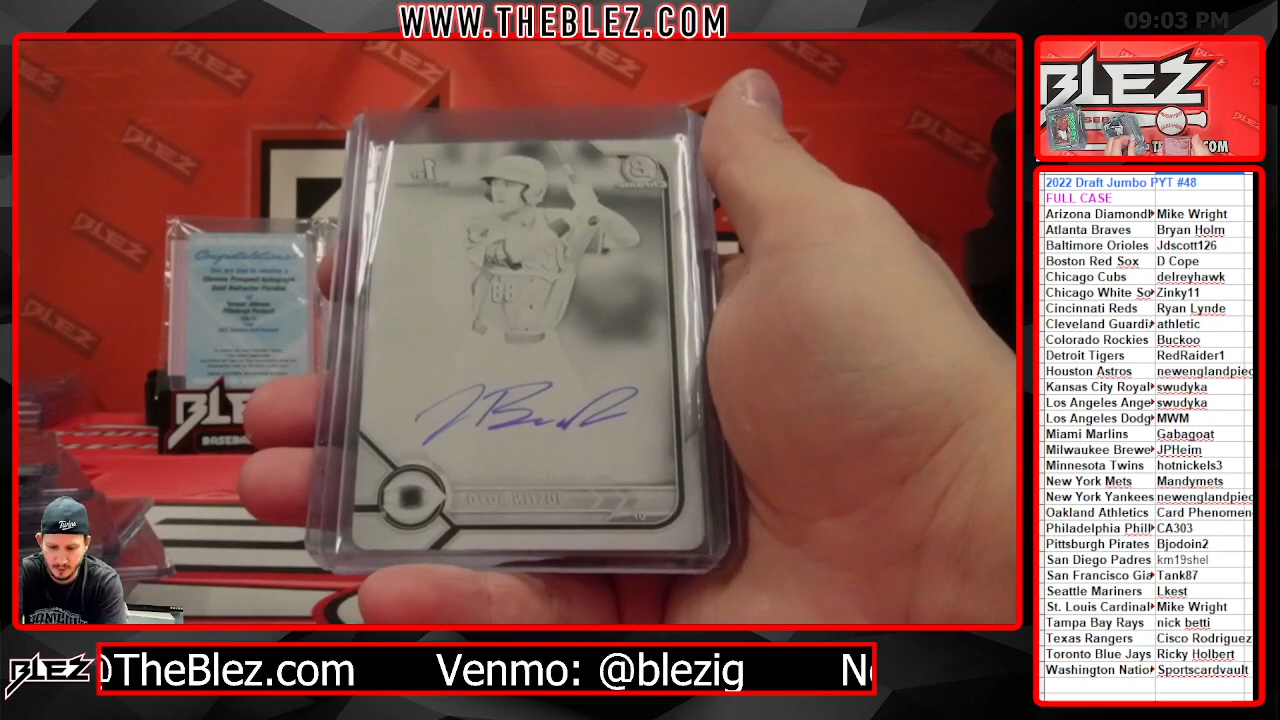 WWW.THEBLEZ.COM
09:03 PM
BLEZ
Congratulations
BLEZ
BASEBALL
2022 Draft Jumbo PYT #48
FULL CASE
Arizona Diamond Mike Wright
Atlanta Braves Bryan Holm
Baltimore Orioles Jdscott126
Boston Red Sox D Cope
Chicago Cubs delreyhawk
Chicago White So Zinky11
Cincinnati Reds Ryan Lynde
Cleveland Guardi athletic
Colorado Rockies Buckoo
Detroit Tigers RedRaider1
Houston Astros newenglandpiec
Kansas City Royal swudyka
Los Angeles Ange swudyka
Los Angeles Dodg MWM
Miami Marlins Gabagoat
Milwaukee Brewe JPHeim
Minnesota Twins hotnickels3
New York Mets Mandymets
New York Yankees newenglandpiec
Oakland Athletics Card Phenomen
Philadelphia Phill CA303
Pittsburgh Pirates Bjodoin2
San Diego Padres km19shel
San Francisco Gia Tank87
Seattle Mariners Lkest
St. Louis Cardinal Mike Wright
Tampa Bay Rays nick betti
Texas Rangers Cisco Rodriguez
Toronto Blue Jays Ricky Holbert
Washington Natio Sportscardvault
BLEZ @TheBlez.com Venmo: @blezig